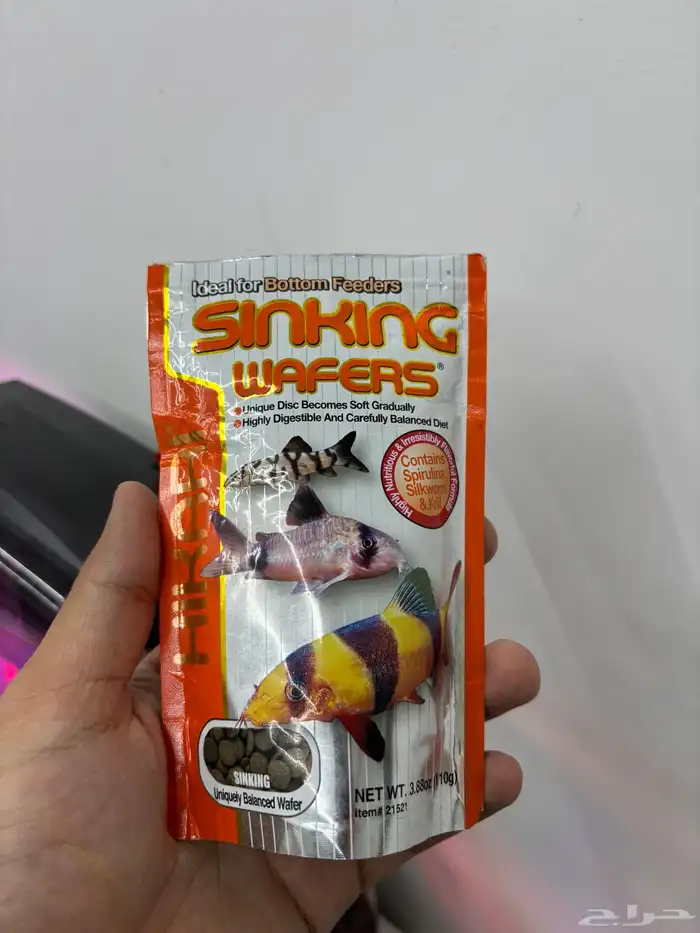 Ideal for Bottom Feeders
SINKING
WAFERS®
Unique Disc Becomes Soft Gradually
Highly Digestible And Carefully Balanced Diet
Highly Nutritious & Irresistibly Flavorful Formula
Contains
Spirulina,
Silkworm
& Krill
HIKARI
SINKING
Uniquely Balanced Wafer
NET WT. 3.88oz (110g)
Item# 21521
حراج